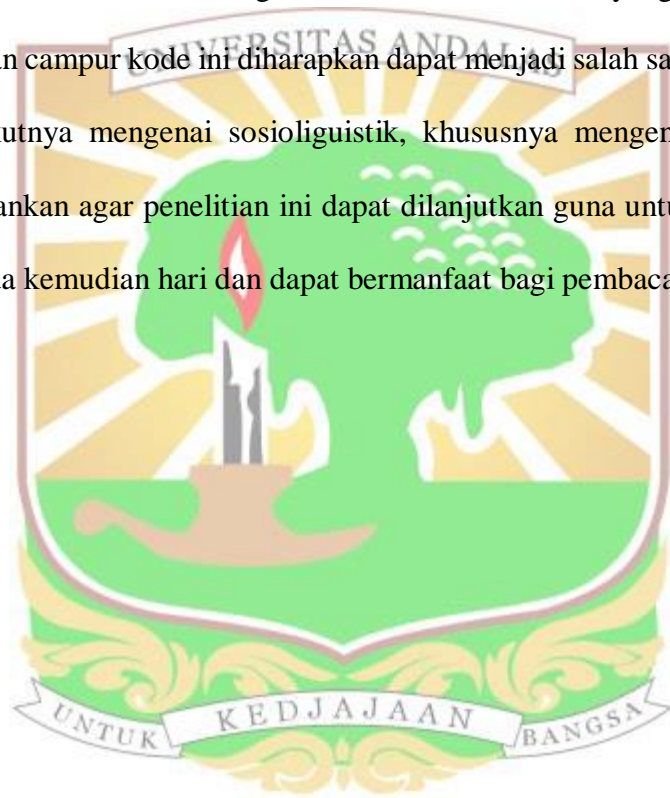 UNIVERSITAS ANDALAS
n campur kode ini diharapkan dapat menjadi salah sa
utnya mengenai sosioliguistik, khususnya mengen
ankan agar penelitian ini dapat dilanjutkan guna untu
a kemudian hari dan dapat bermanfaat bagi pembaca
UNTUK KEDJAJAAN BANGSA